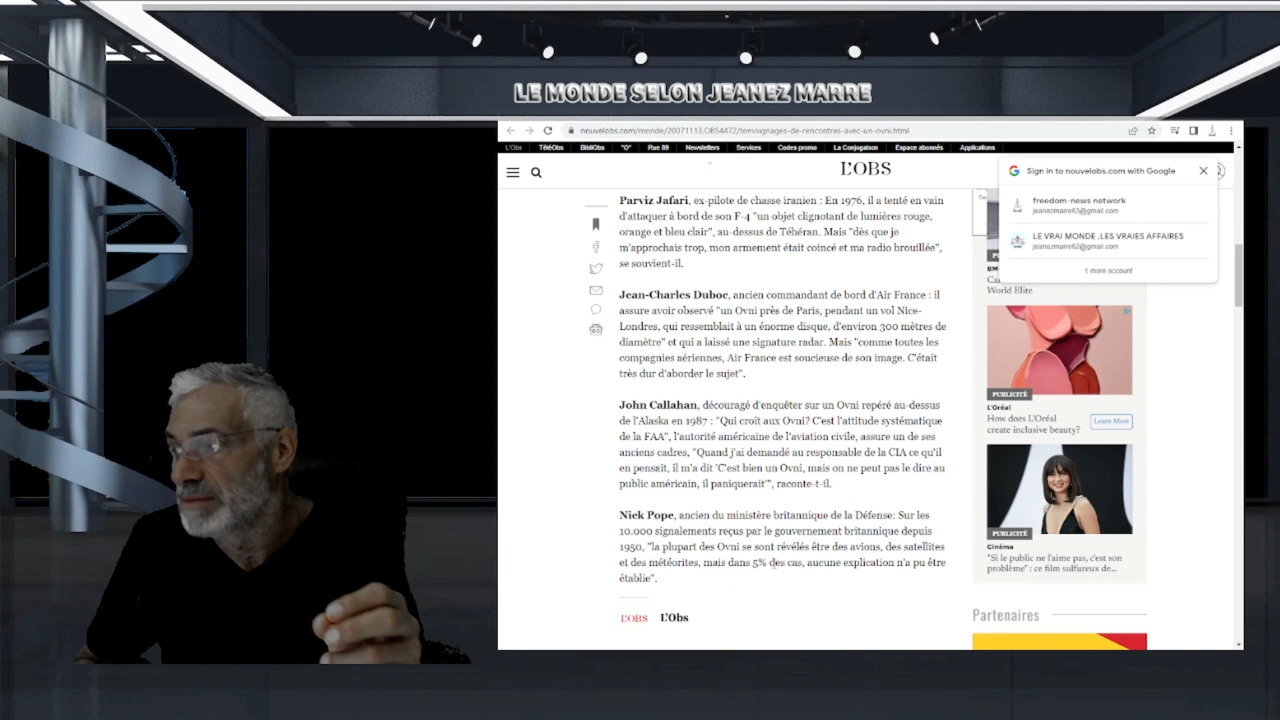 LE MONDE SELON JEANEZ MARRE
nouvelobs.com/monde/20071113.OBS4472/temoignages-de-rencontres-avec-un-ovni.html
L'Obs TéléObs BibliObs "O" Rue 89 Newsletters Services Codes promo La Conjugaison Espace abonnés Applications
L'OBS
Sign in to nouvelobs.com with Google
freedom-news network
jeanezmarre63@gmail.com
LE VRAI MONDE ,LES VRAIES AFFAIRES
jeanezmarre62@gmail.com
1 more account
Parviz Jafari, ex-pilote de chasse iranien : En 1976, il a tenté en vain
d'attaquer à bord de son F-4 "un objet clignotant de lumières rouge,
orange et bleu clair", au-dessus de Téhéran. Mais "dès que je
m'approchais trop, mon armement était coincé et ma radio brouillée",
se souvient-il.
Jean-Charles Duboc, ancien commandant de bord d'Air France : il
assure avoir observé "un Ovni près de Paris, pendant un vol Nice-
Londres, qui ressemblait à un énorme disque, d'environ 300 mètres de
diamètre" et qui a laissé une signature radar. Mais "comme toutes les
compagnies aériennes, Air France est soucieuse de son image. C'était
très dur d'aborder le sujet".
John Callahan, découragé d'enquêter sur un Ovni repéré au-dessus
de l'Alaska en 1987 : "Qui croit aux Ovni? C'est l'attitude systématique
de la FAA", l'autorité américaine de l'aviation civile, assure un de ses
anciens cadres, "Quand j'ai demandé au responsable de la CIA ce qu'il
en pensait, il m'a dit 'C'est bien un Ovni, mais on ne peut pas le dire au
public américain, il paniquerait'", raconte-t-il.
Nick Pope, ancien du ministère britannique de la Défense: Sur les
10.000 signalements reçus par le gouvernement britannique depuis
1950, "la plupart des Ovni se sont révélés être des avions, des satellites
et des météorites, mais dans 5% des cas, aucune explication n'a pu être
établie".
L'OBS L'Obs
World Elite
PUBLICITÉ
L'Oréal
How does L'Oréal
create inclusive beauty?
Learn More
PUBLICITÉ
Cinéma
"Si le public ne l'aime pas, c'est son
problème" : ce film sulfureux de...
Partenaires